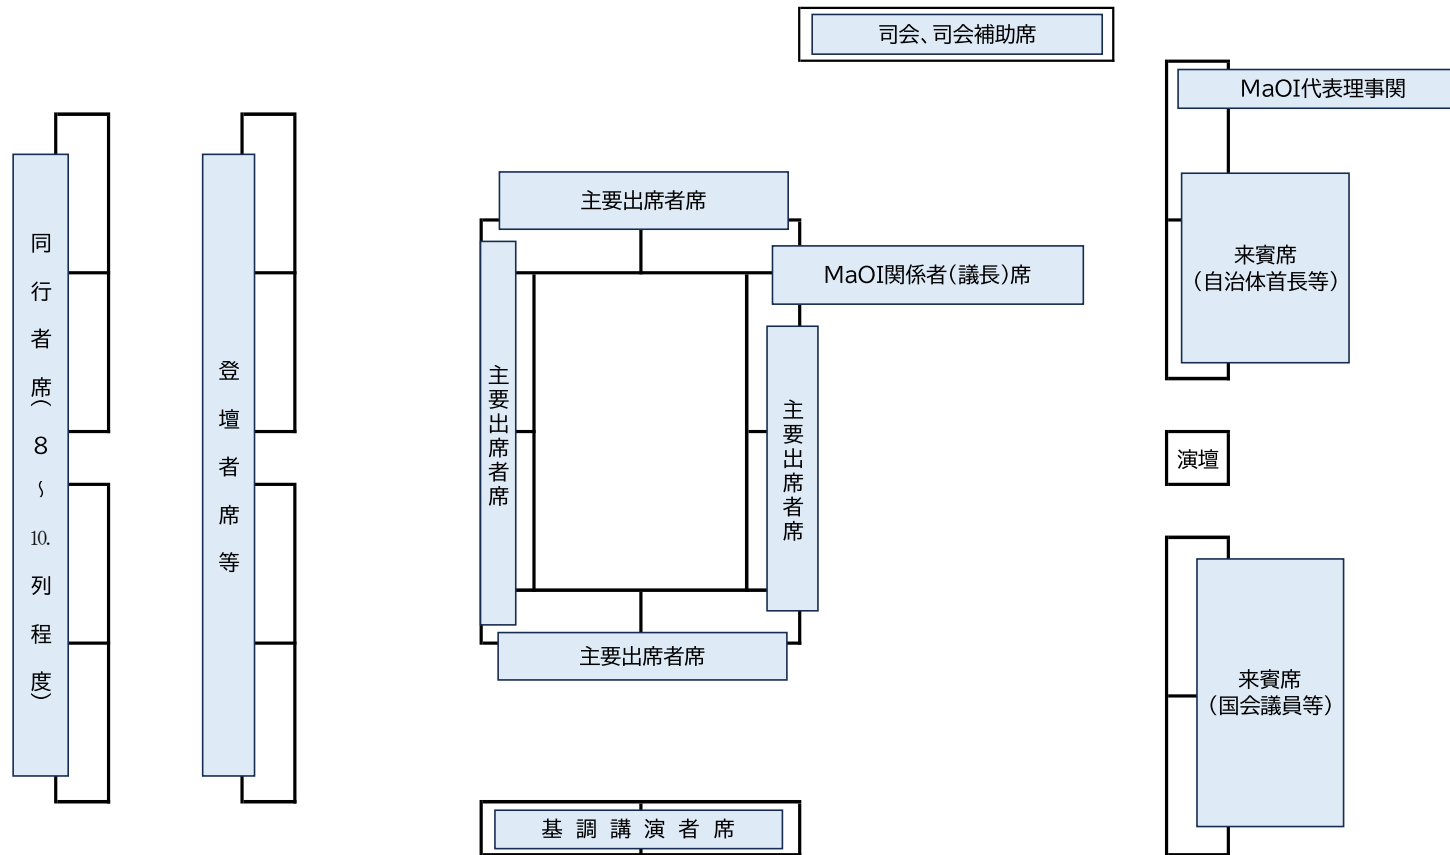 司会、司会補助席
MaOI代表理事関
主要出席者席
MaOI関係者（議長）席
来賓席
（自治体首長等）
同行者席（８～10.列程度）
登壇者席等
主要出席者席
主要出席者席
演壇
主要出席者席
来賓席
（国会議員等）
基調講演者席